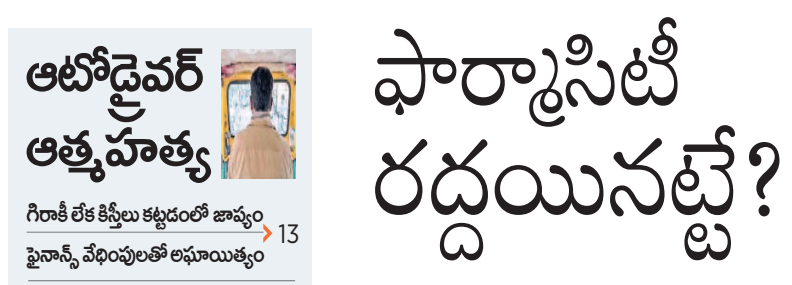 ఆటోడ్రైవర్
ఆత్మహత్య
గిరాకీ లేక కిస్తీలు కట్టడంలో జాప్యం
ఫైనాన్స్ వేధింపులతో అఘాయిత్యం
13
ఫార్మాసిటీ
రద్దయినట్టే?